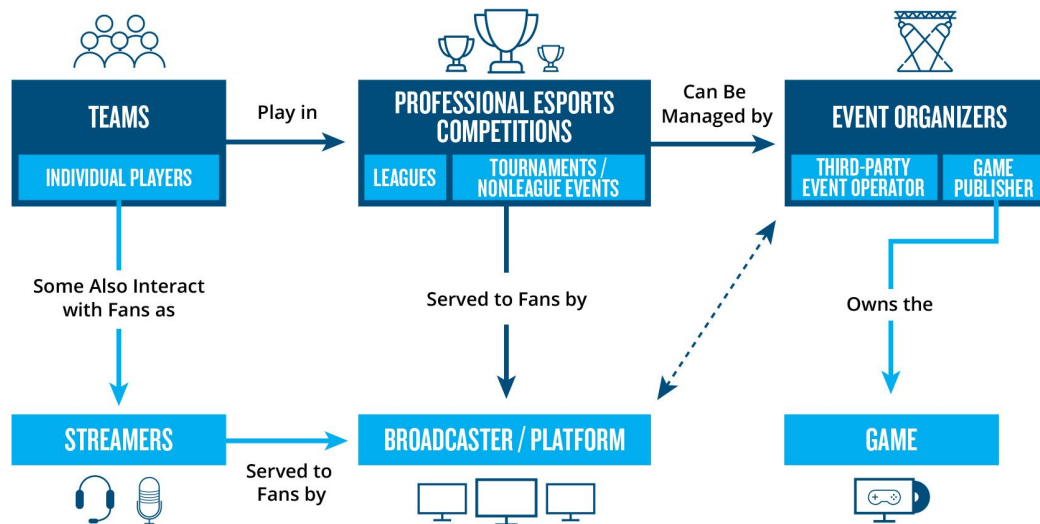 TEAMS
INDIVIDUAL PLAYERS
Play in
PROFESSIONAL ESPORTS
COMPETITIONS
LEAGUES
TOURNAMENTS /
NONLEAGUE EVENTS
Can Be
Managed by
EVENT ORGANIZERS
THIRD-PARTY
EVENT OPERATOR
GAME
PUBLISHER
Some Also Interact
with Fans as
Served to Fans by
Owns the
STREAMERS
Served to
Fans by
BROADCASTER / PLATFORM
GAME